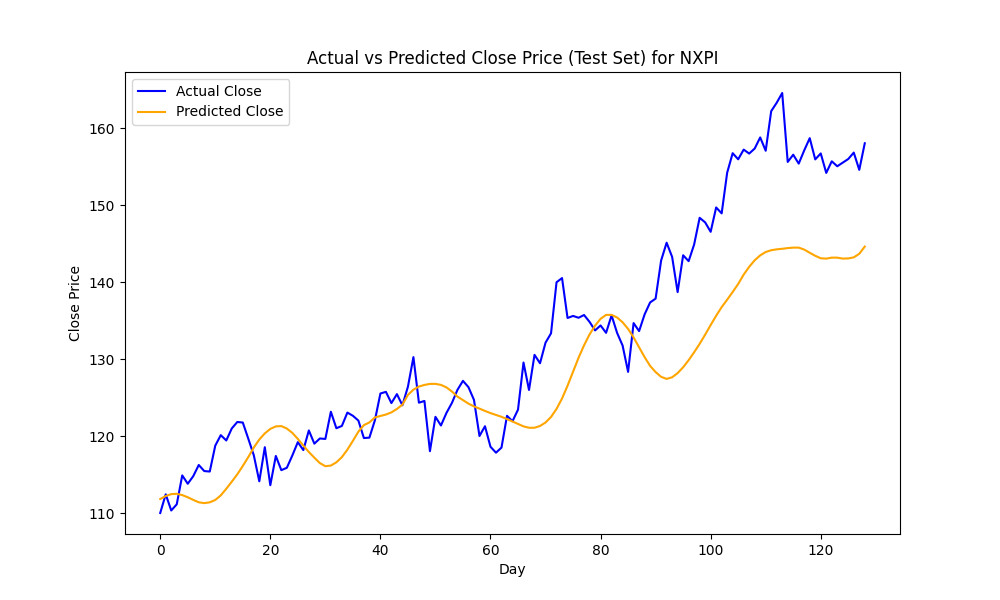 Actual vs Predicted Close Price (Test Set) for NXPI
Actual Close
Predicted Close
160
150
140
130
120
110
Close Price
0 20 40 60 80 100 120
Day